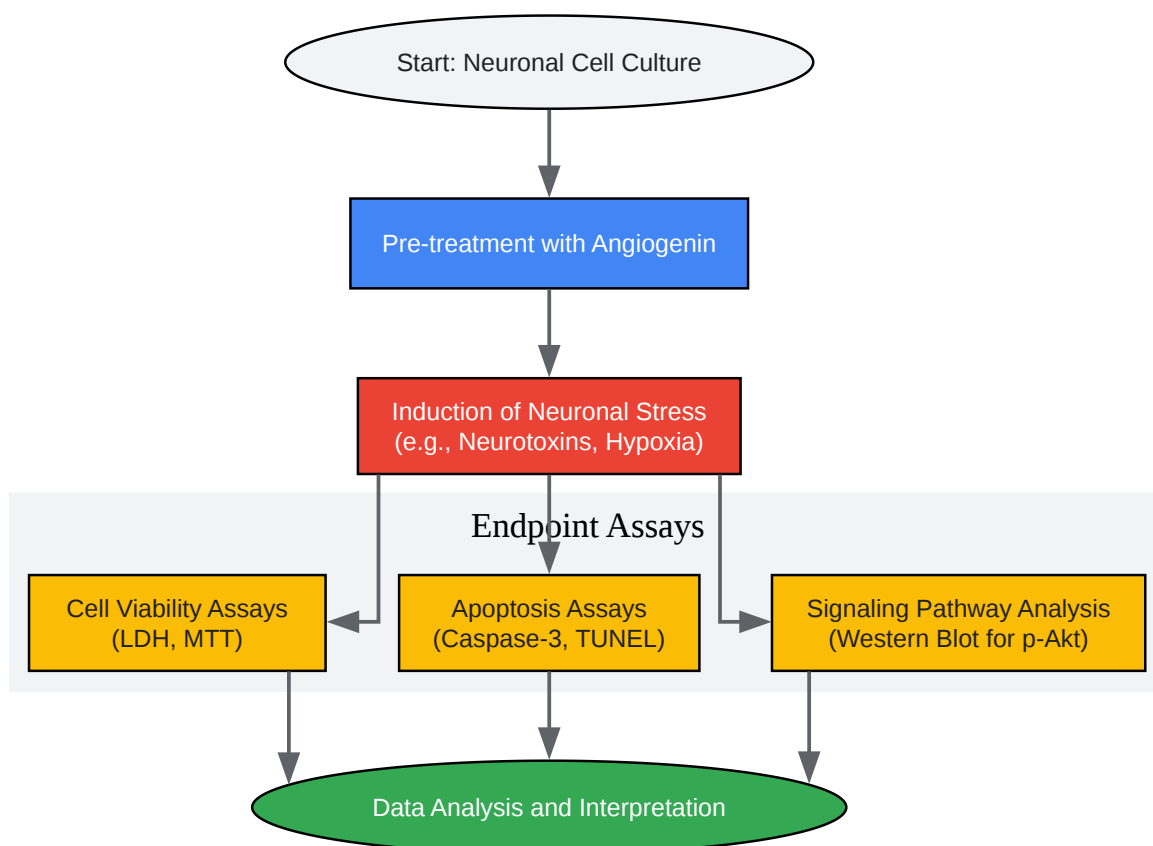 Start: Neuronal Cell Culture
Pre-treatment with Angiogenin
Induction of Neuronal Stress
(e.g., Neurotoxins, Hypoxia)
Endpoint Assays
Cell Viability Assays
(LDH, MTT)
Apoptosis Assays
(Caspase-3, TUNEL)
Signaling Pathway Analysis
(Western Blot for p-Akt)
Data Analysis and Interpretation